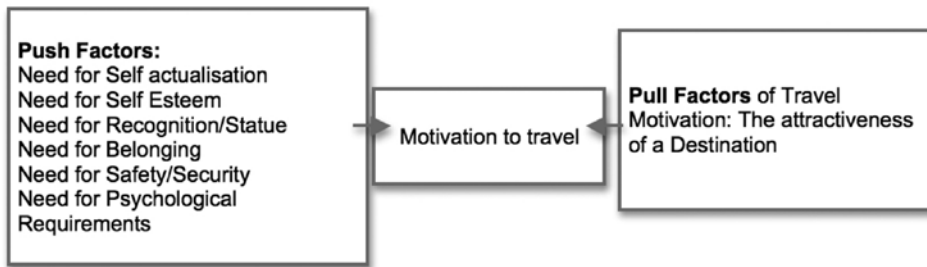 Push Factors:
Need for Self actualisation
Need for Self Esteem
Need for Recognition/Statue
Need for Belonging
Need for Safety/Security
Need for Psychological
Requirements
Motivation to travel
Pull Factors of Travel
Motivation: The attractiveness
of a Destination